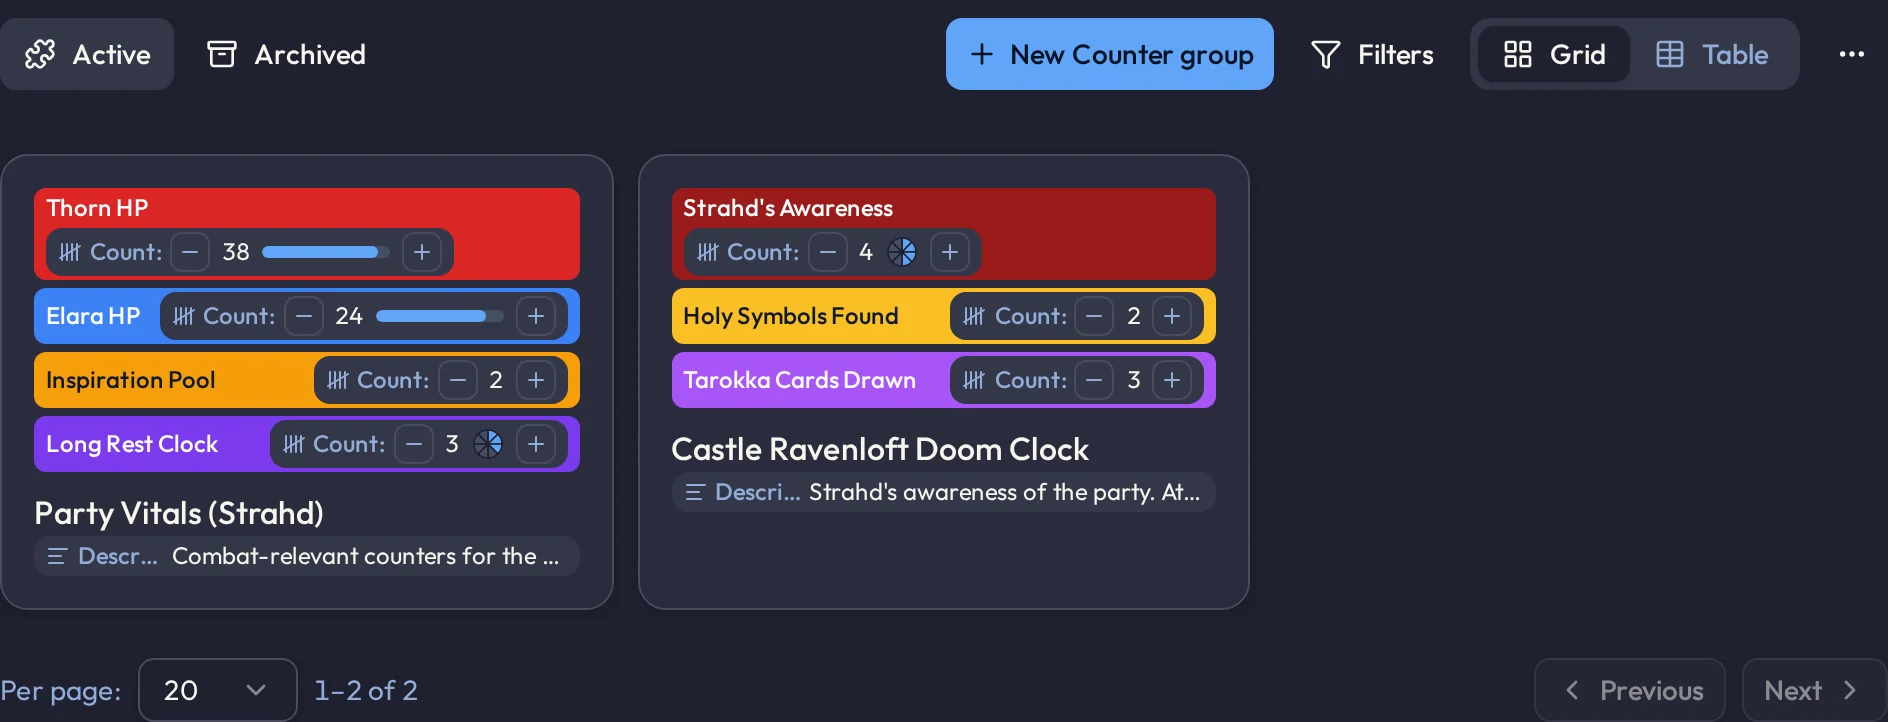 Active
Archived
New Counter group
Filters
Grid
Table
Thorn HP
Count: 38
Elara HP Count: 24
Inspiration Pool Count: 2
Long Rest Clock Count: 3
Party Vitals (Strahd)
Descr... Combat-relevant counters for the ...
Strahd's Awareness
Count: 4
Holy Symbols Found Count: 2
Tarokka Cards Drawn Count: 3
Castle Ravenloft Doom Clock
Descri... Strahd's awareness of the party. At...
Per page: 20 1–2 of 2
Previous
Next